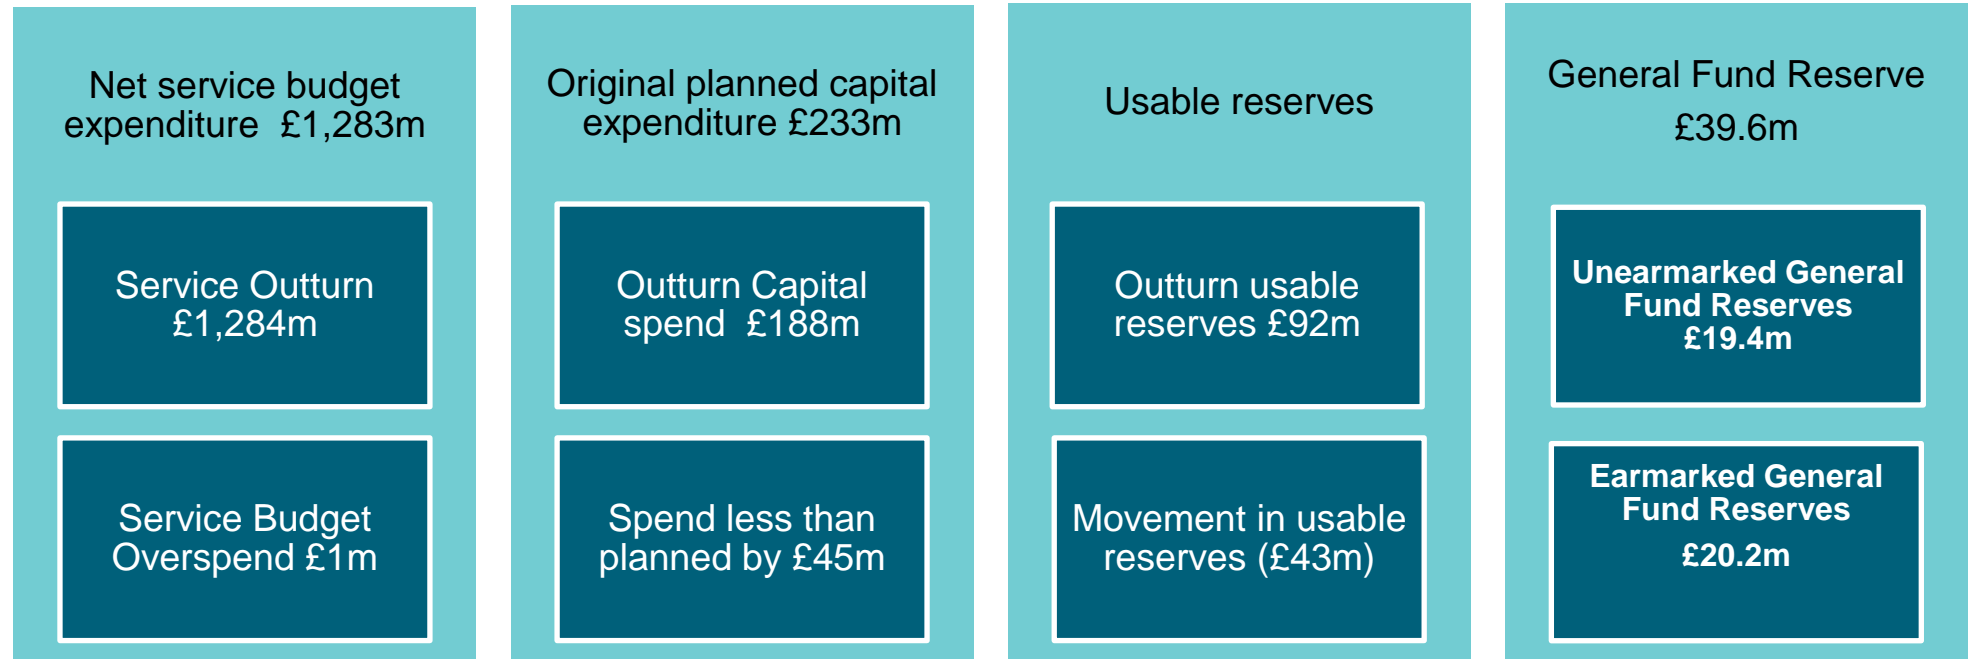 Net service budget
expenditure £1,283m
Service Outturn
£1,284m
Service Budget
Overspend £1m
Original planned capital
expenditure £233m
Outturn Capital
spend £188m
Spend less than
planned by £45m
Usable reserves
Outturn usable
reserves £92m
Movement in usable
reserves (£43m)
General Fund Reserve
£39.6m
Unearmarked General
Fund Reserves
£19.4m
Earmarked General
Fund Reserves
£20.2m